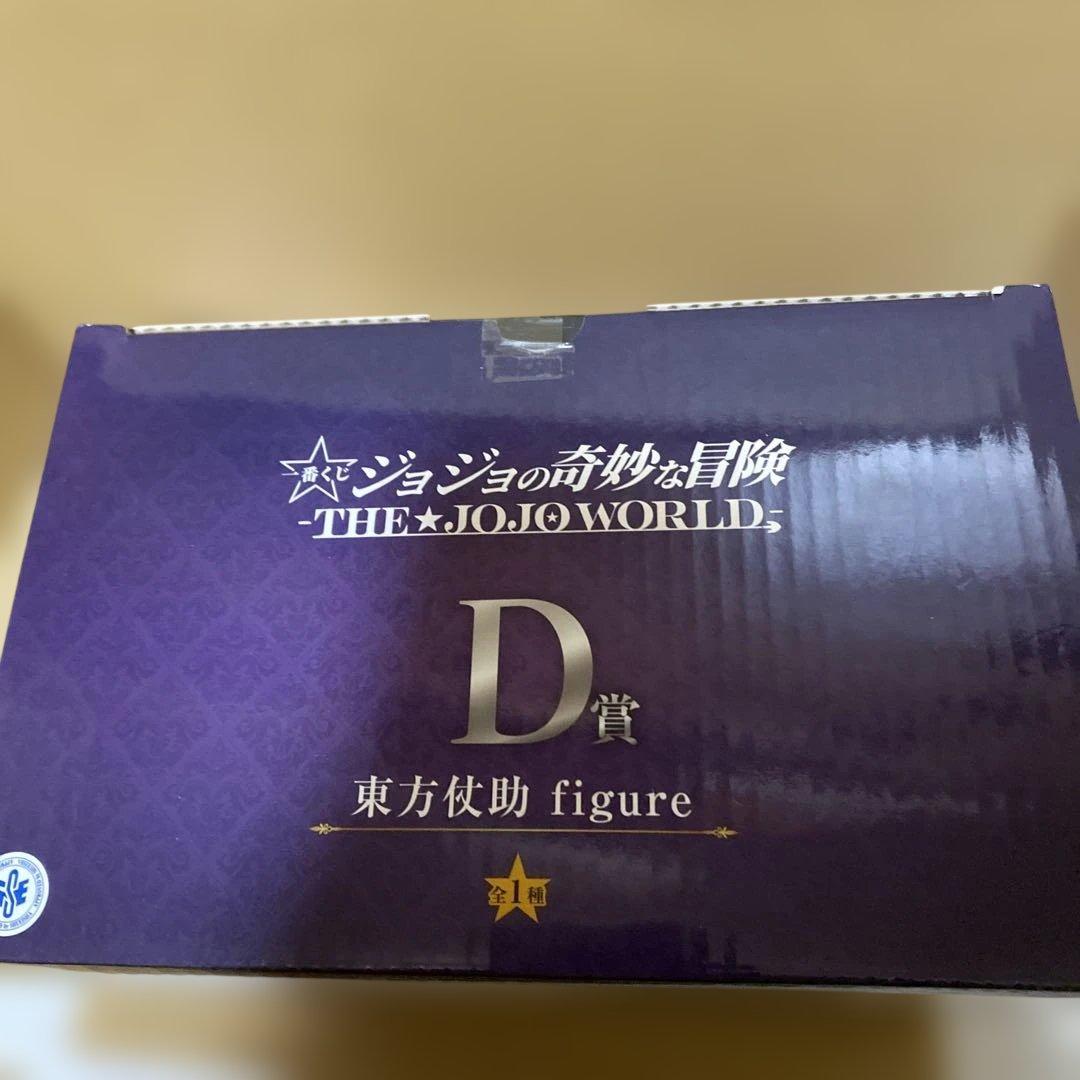 一番くじ ジョジョの奇妙な冒険
-THE★JOJO WORLD-
D賞
東方仗助 figure
全1種